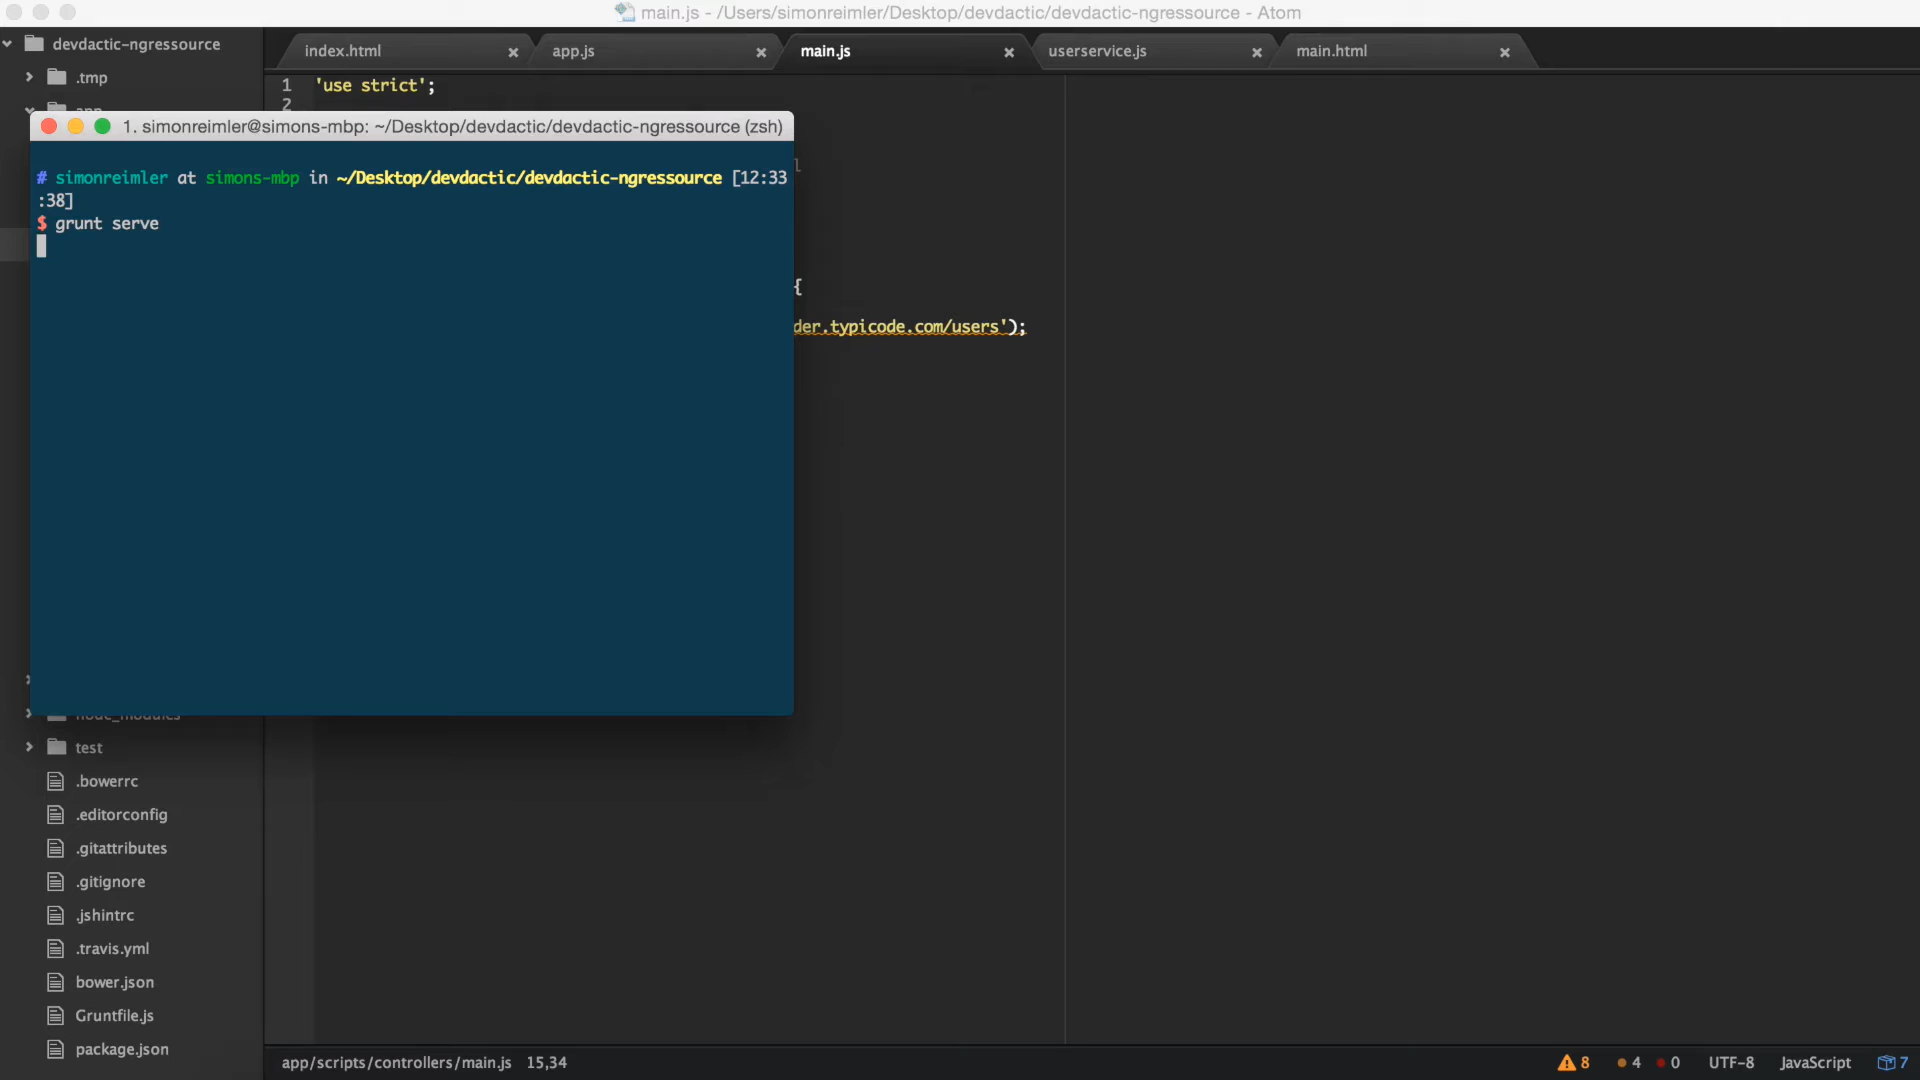 main.js - /Users/simonreimler/Desktop/devdactic/devdactic-ngressource - Atom
devdactic-ngressource
index.html
app.js
main.js
userservice.js
main.html
.tmp
app
1 'use strict';
2
1. simonreimler@simons-mbp: ~/Desktop/devdactic/devdactic-ngressource (zsh)
# simonreimler at simons-mbp in ~/Desktop/devdactic/devdactic-ngressource [12:33
:38]
$ grunt serve
{
der.typicode.com/users');
node_modules
test
.bowerrc
.editorconfig
.gitattributes
.gitignore
.jshintrc
.travis.yml
bower.json
Gruntfile.js
package.json
app/scripts/controllers/main.js 15,34
8 4 0 UTF-8 JavaScript 7